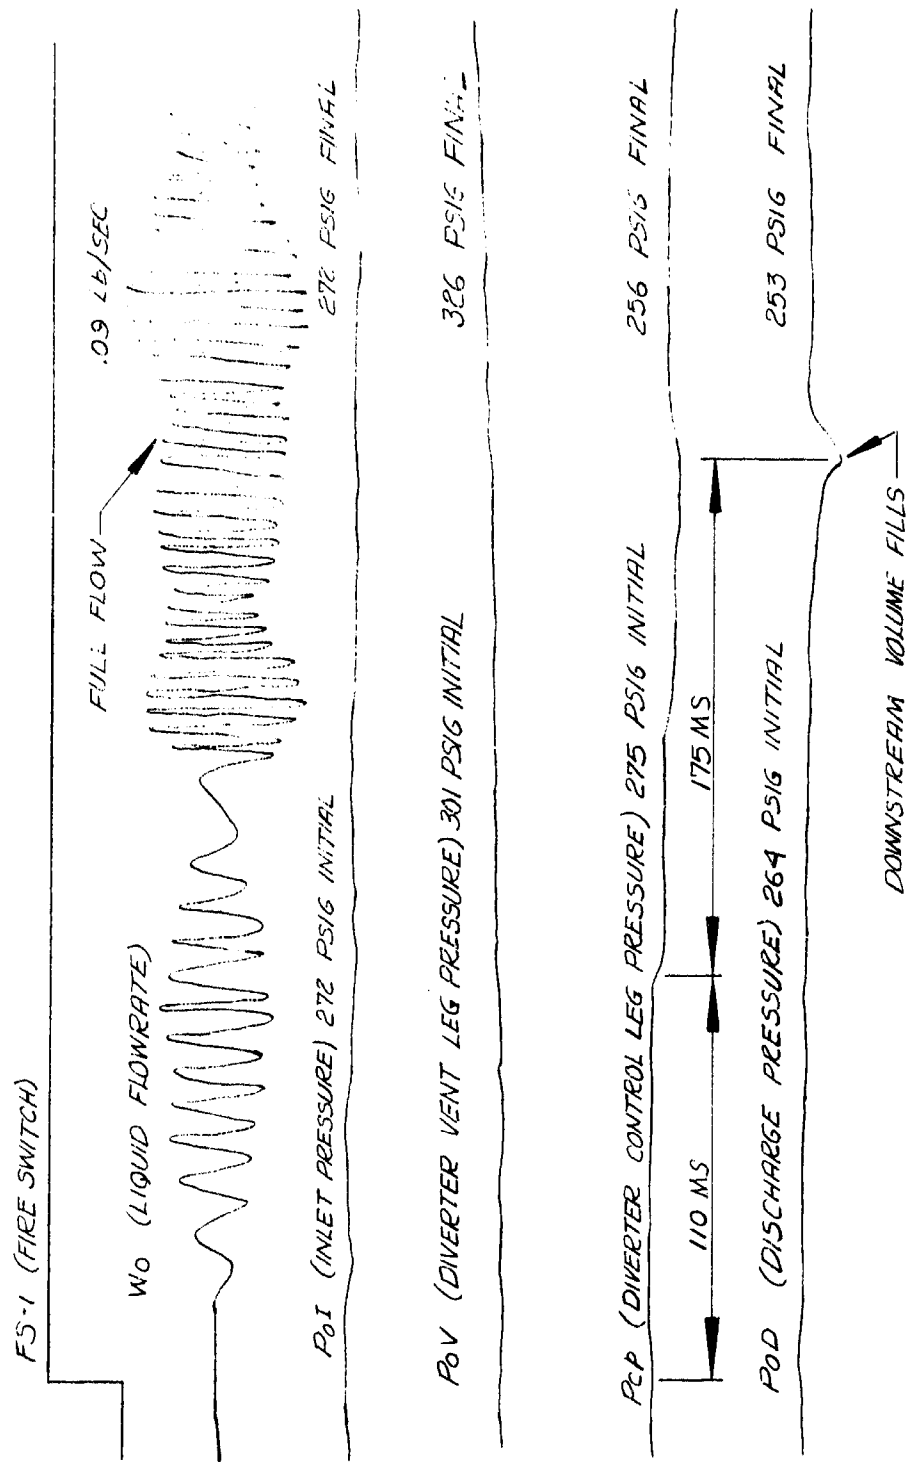 FS-1 (FIRE SWITCH)
Wo (LIQUID FLOWRATE)
FULL FLOW
.09 Lb/SEC
PoI (INLET PRESSURE) 272 PSIG INITIAL
272 PSIG FINAL
PoV (DIVERTER VENT LEG PRESSURE) 301 PSIG INITIAL
326 PSIG FINAL
PcP (DIVERTER CONTROL LEG PRESSURE) 275 PSIG INITIAL
256 PSIG FINAL
110 MS
175 MS
PoD (DISCHARGE PRESSURE) 264 PSIG INITIAL
253 PSIG FINAL
DOWNSTREAM VOLUME FILLS